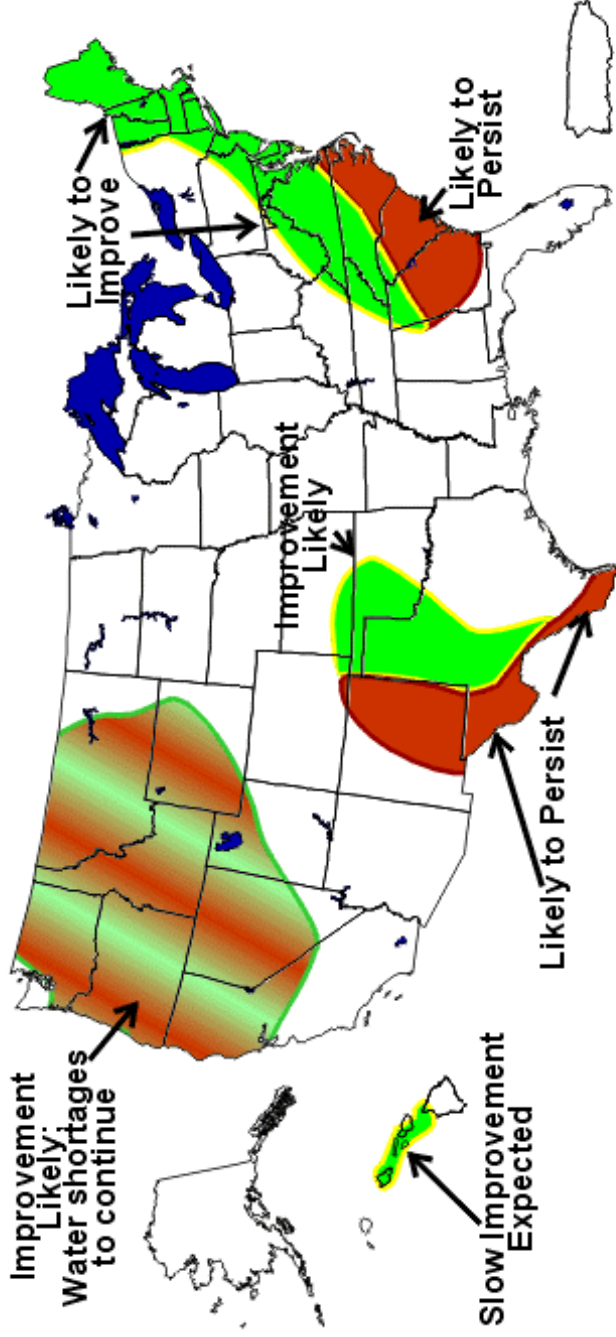 Improvement
Likely;
Water shortages
to continue
Slow Improvement
Expected
Likely to Persist
Improvement
Likely
Likely to
Improve
Likely to
Persist